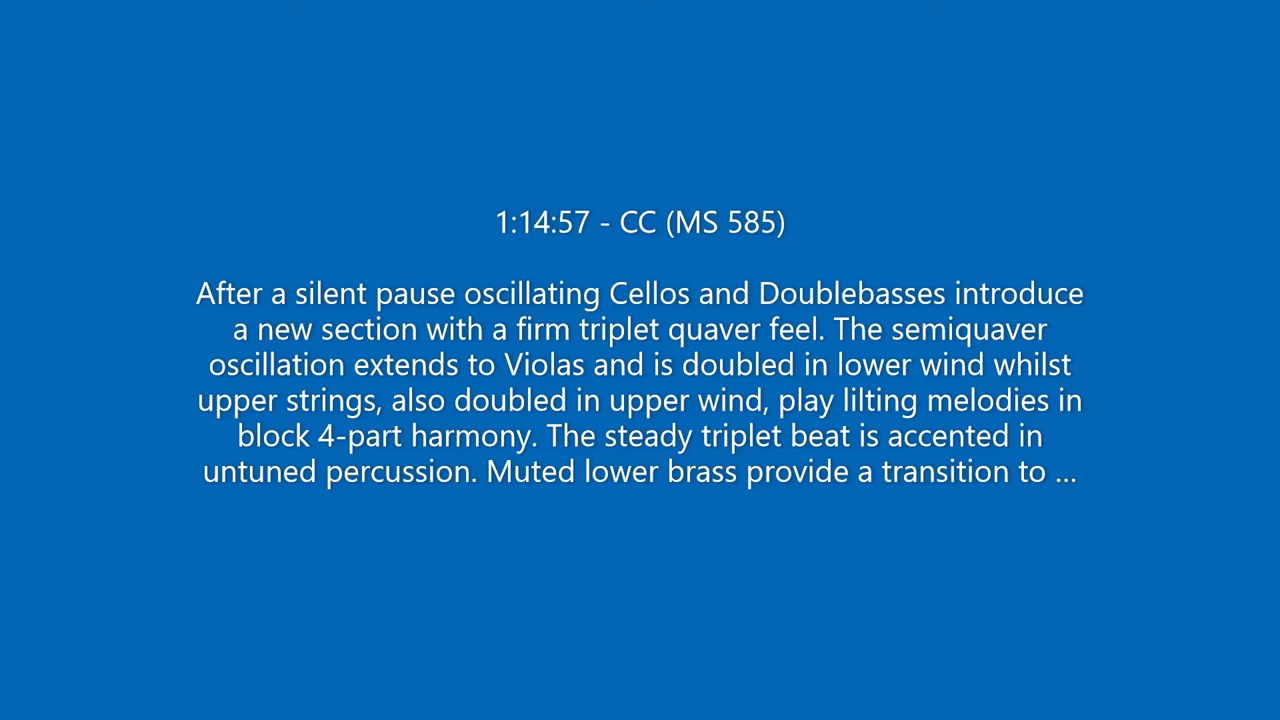 1:14:57 - CC (MS 585)
After a silent pause oscillating Cellos and Doublebasses introduce
a new section with a firm triplet quaver feel. The semiquaver
oscillation extends to Violas and is doubled in lower wind whilst
upper strings, also doubled in upper wind, play lilting melodies in
block 4-part harmony. The steady triplet beat is accented in
untuned percussion. Muted lower brass provide a transition to ...